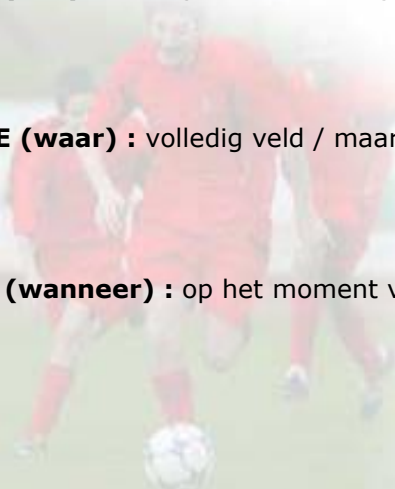 E (waar) : volledig veld / maar
(wanneer) : op het moment v